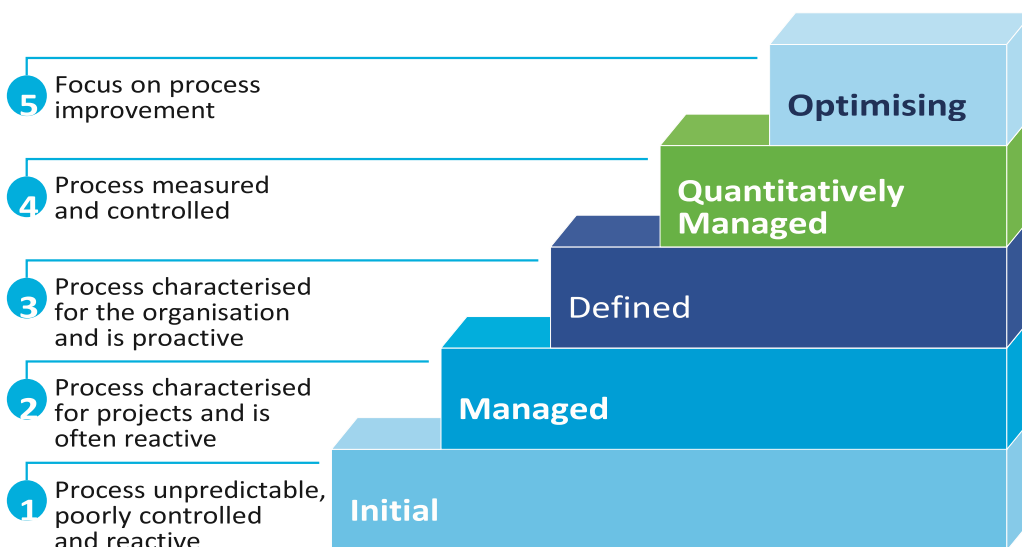 5
Focus on process
improvement
Optimising
4
Process measured
and controlled
Quantitatively
Managed
3
Process characterised
for the organisation
and is proactive
Defined
2
Process characterised
for projects and is
often reactive
Managed
1
Process unpredictable,
poorly controlled
and reactive
Initial